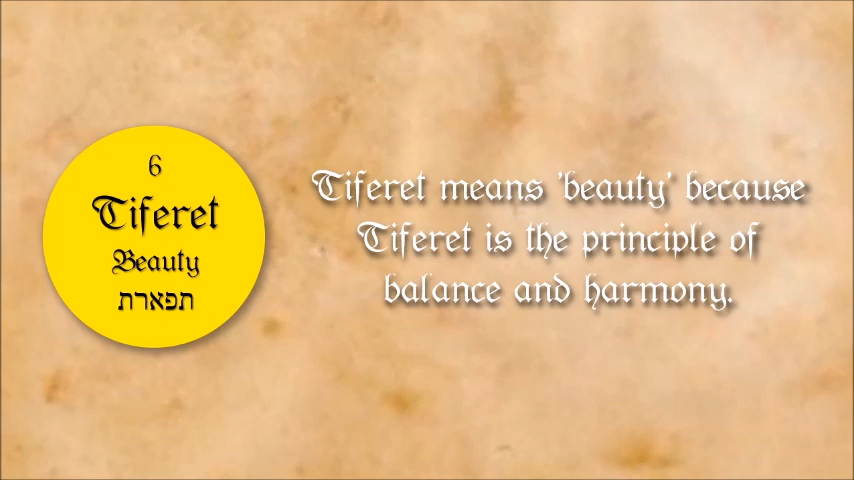 6
Tiferet
Beauty
תפארת
Tiferet means 'beauty' because
Tiferet is the principle of
balance and harmony.